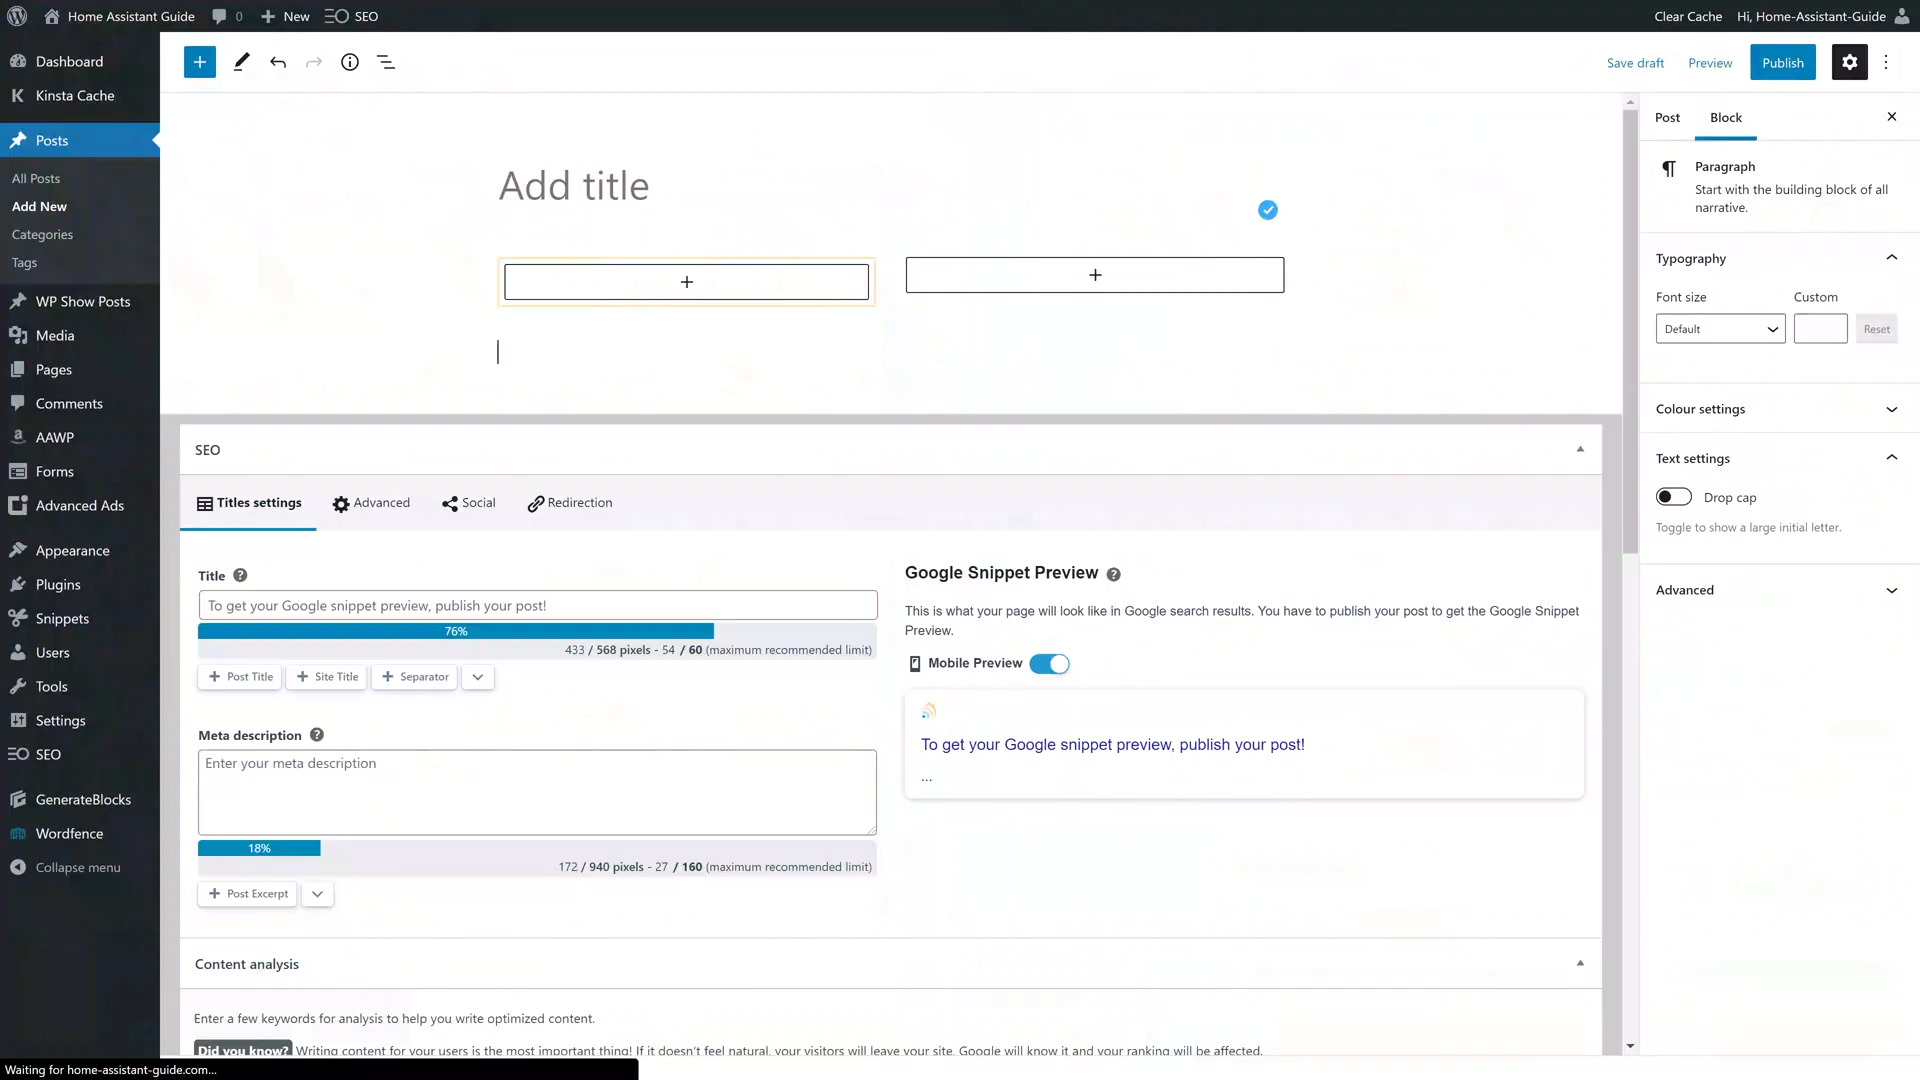 Home Assistant Guide
0
New
SEO
Clear Cache
Hi, Home-Assistant-Guide
Dashboard
Kinsta Cache
Posts
All Posts
Add New
Categories
Tags
WP Show Posts
Media
Pages
Comments
AAWP
Forms
Advanced Ads
Appearance
Plugins
Snippets
Users
Tools
Settings
SEO
GenerateBlocks
Wordfence
Collapse menu
Save draft
Preview
Publish
Add title
SEO
Titles settings
Advanced
Social
Redirection
Title
To get your Google snippet preview, publish your post!
76%
433 / 568 pixels - 54 / 60 (maximum recommended limit)
Post Title
Site Title
Separator
Meta description
Enter your meta description
18%
172 / 940 pixels - 27 / 160 (maximum recommended limit)
Post Excerpt
Google Snippet Preview
This is what your page will look like in Google search results. You have to publish your post to get the Google Snippet
Preview.
Mobile Preview
To get your Google snippet preview, publish your post!
...
Content analysis
Enter a few keywords for analysis to help you write optimized content.
Did you know? Writing content for your users is the most important thing! If it doesn't feel natural, your visitors will leave your site, Google will know it and your ranking will be affected.
Post
Block
Paragraph
Start with the building block of all
narrative.
Typography
Font size
Custom
Default
Reset
Colour settings
Text settings
Drop cap
Toggle to show a large initial letter.
Advanced
Waiting for home-assistant-guide.com...